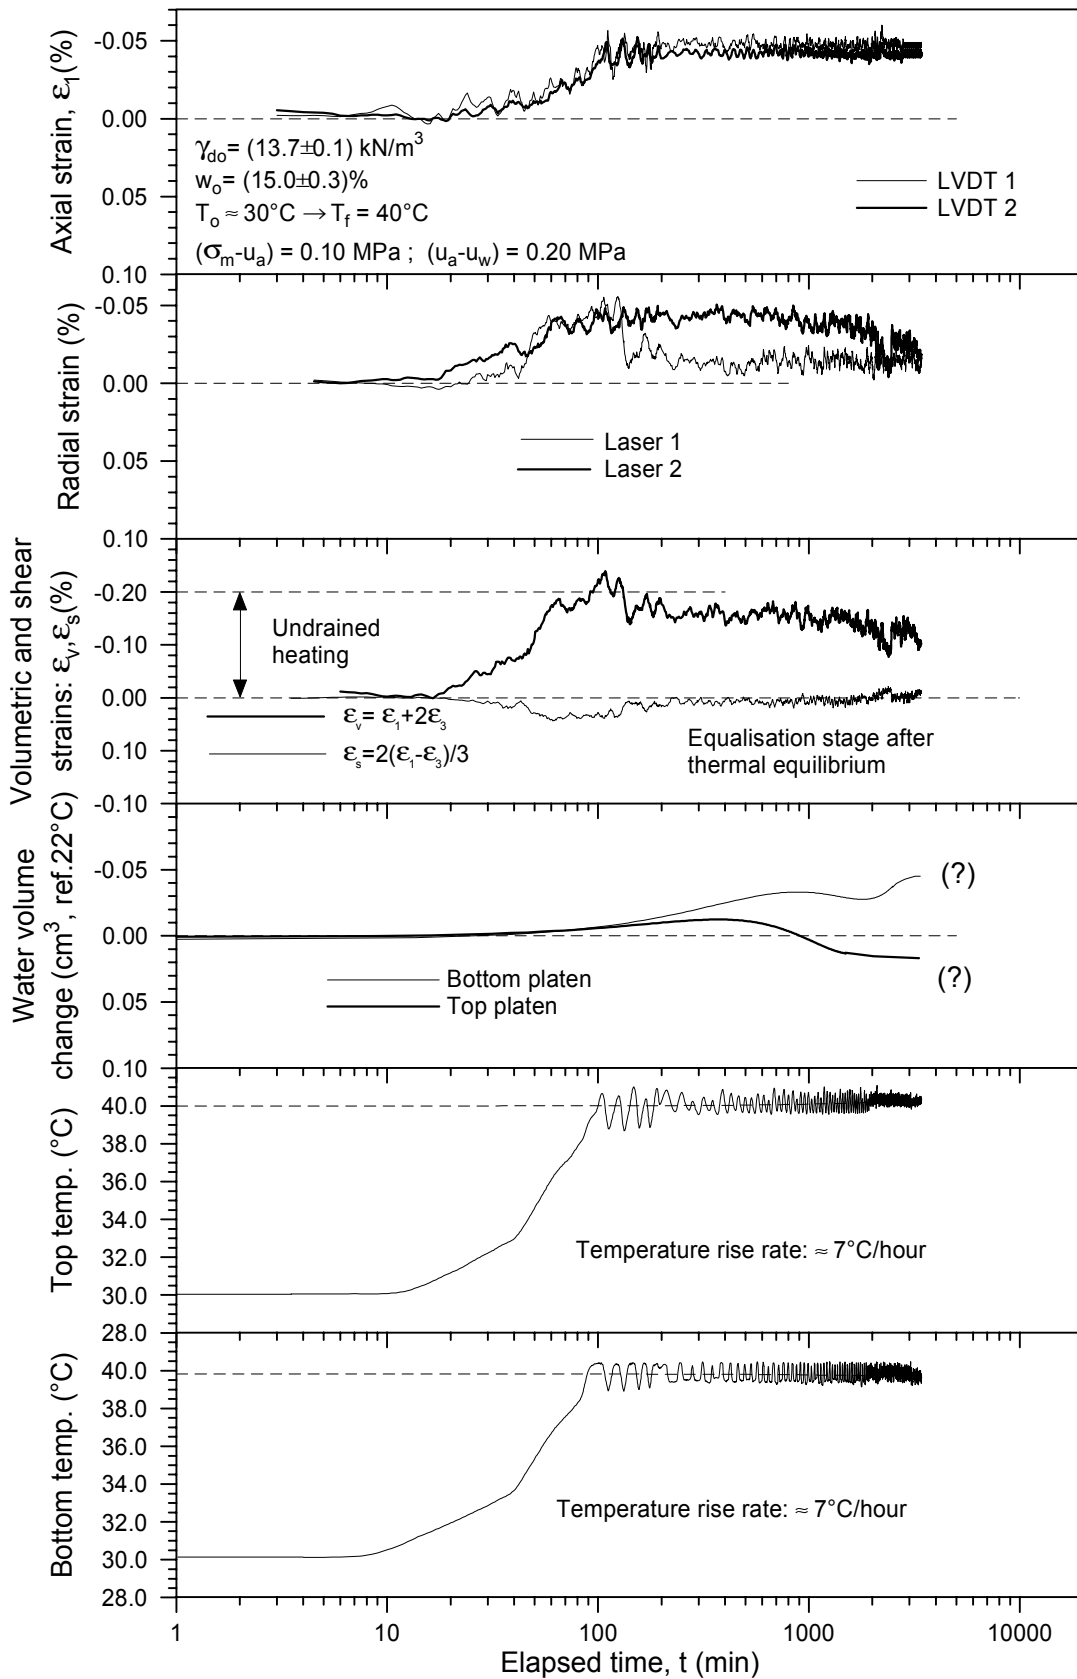 Axial strain, ε₁(%)
-0.05
0.00
0.05
0.10
γdo= (13.7±0.1) kN/m³
wo= (15.0±0.3)%
To ≈ 30°C → Tf = 40°C
(σm-ua) = 0.10 MPa ; (ua-uw) = 0.20 MPa
LVDT 1
LVDT 2
Radial strain (%)
-0.05
0.00
0.05
0.10
Laser 1
Laser 2
Volumetric and shear
strains: εv,εs(%)
-0.20
-0.10
0.00
0.10
Undrained
heating
εv= ε₁+2ε₃
εs=2(ε₁-ε₃)/3
Equalisation stage after
thermal equilibrium
Water volume
change (cm³, ref.22°C)
-0.10
-0.05
0.00
0.05
0.10
(?)
(?)
Bottom platen
Top platen
Top temp. (°C)
40.0
38.0
36.0
34.0
32.0
30.0
28.0
Temperature rise rate: ≈ 7°C/hour
Bottom temp. (°C)
40.0
38.0
36.0
34.0
32.0
30.0
28.0
Temperature rise rate: ≈ 7°C/hour
1 10 100 1000 10000
Elapsed time, t (min)